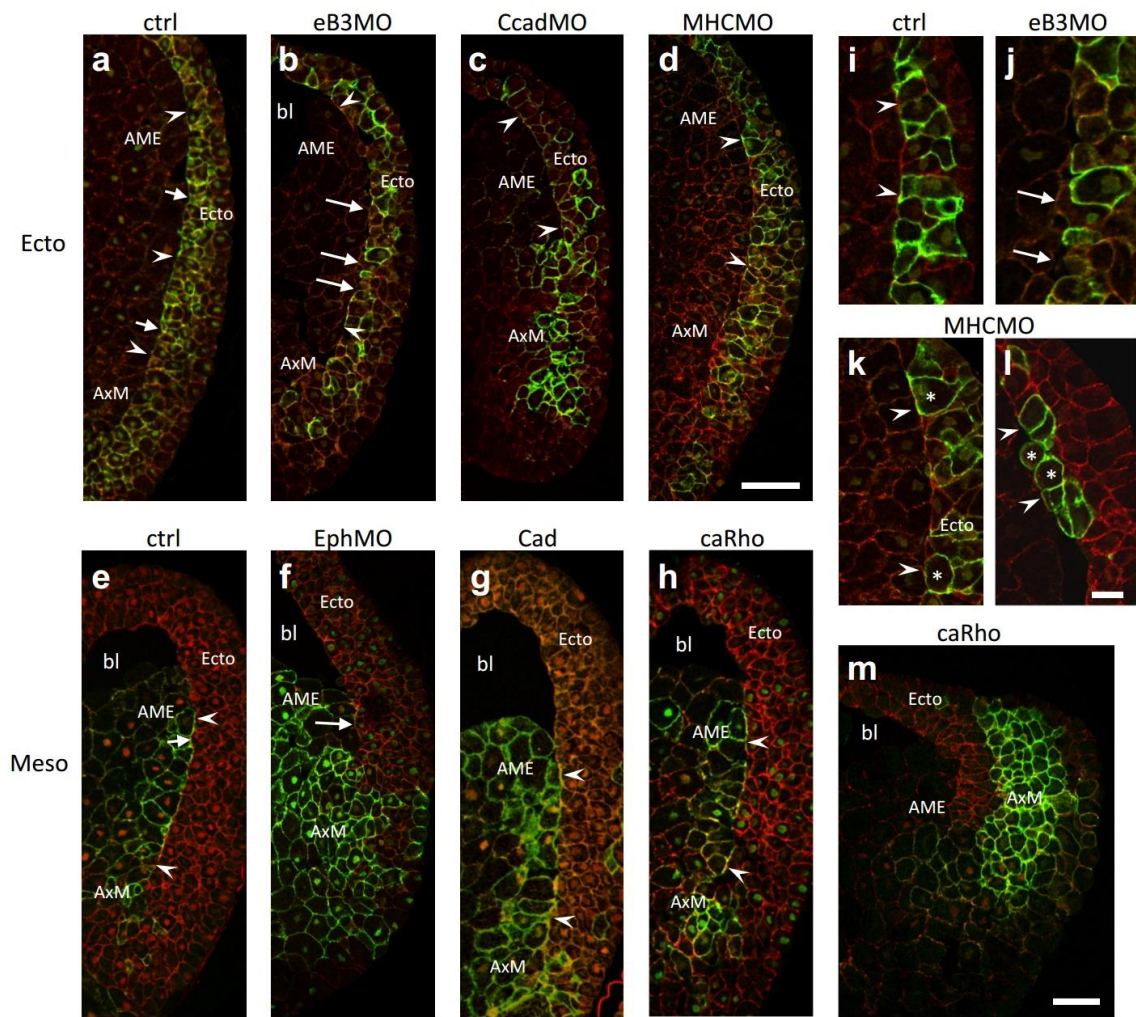 ctrl eB3MO CcadMO MHCMO ctrl eB3MO
a b c d i j
bl
AME AME AME AME
Ecto Ecto Ecto Ecto Ecto
AxM AxM AxM AxM
MHCMO
k l
* * * *
Ecto
ctrl EphMO Cad caRho
e f g h
bl bl bl bl
Ecto Ecto Ecto Ecto
AME AME AME AME
Meso
AxM AxM AxM AxM
caRho
m
Ecto
bl
AxM
AME